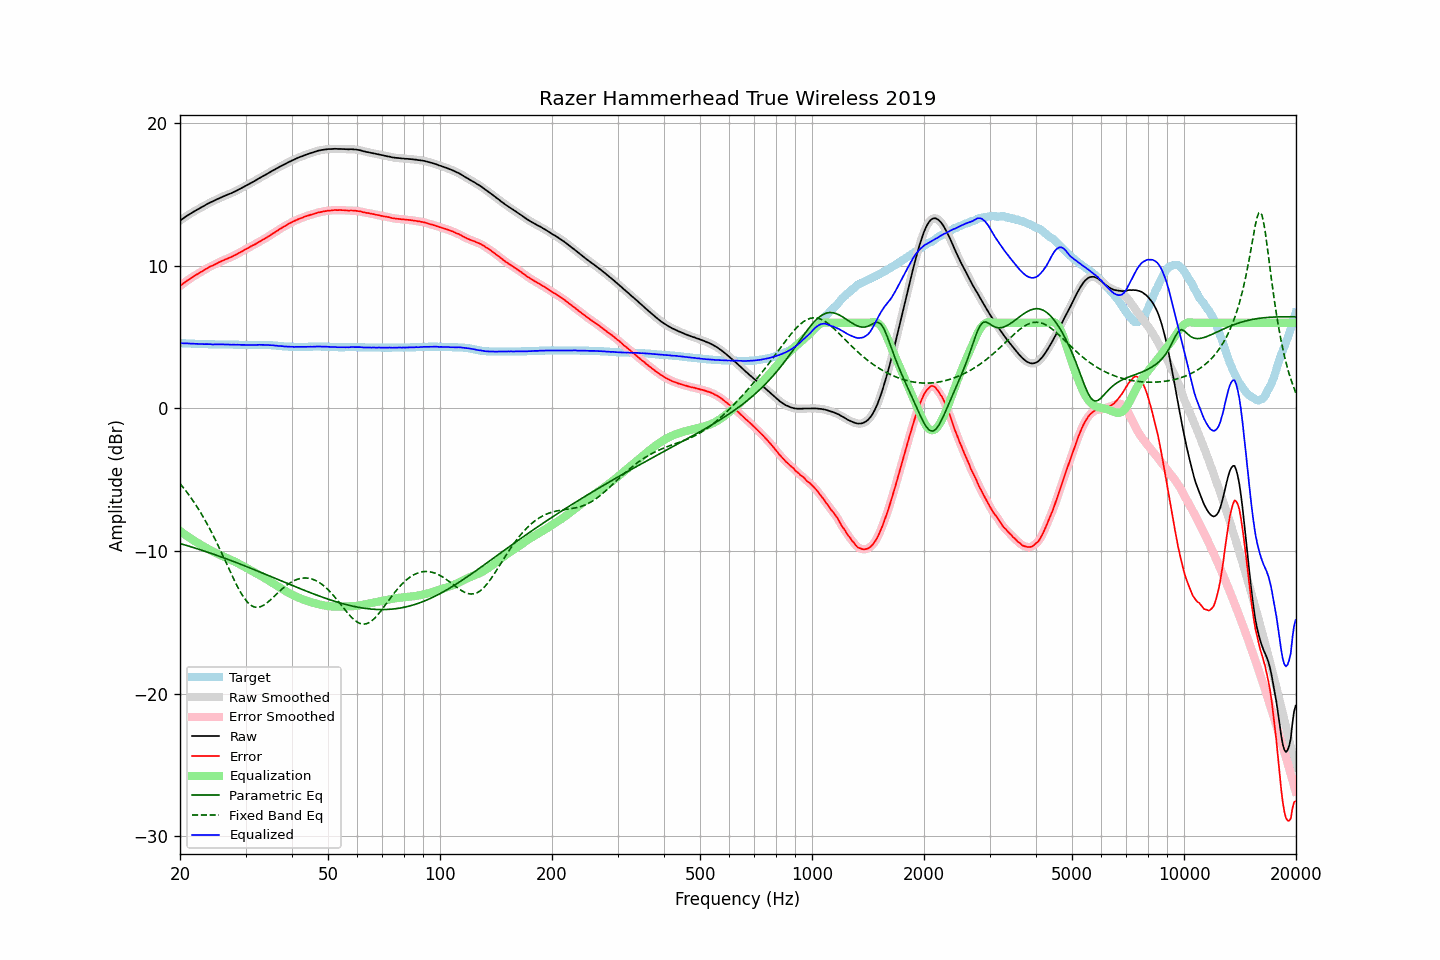 Razer Hammerhead True Wireless 2019
20
10
0
−10
−20
−30
Amplitude (dBr)
Target
Raw Smoothed
Error Smoothed
Raw
Error
Equalization
Parametric Eq
Fixed Band Eq
Equalized
20 50 100 200 500 1000 2000 5000 10000 20000
Frequency (Hz)